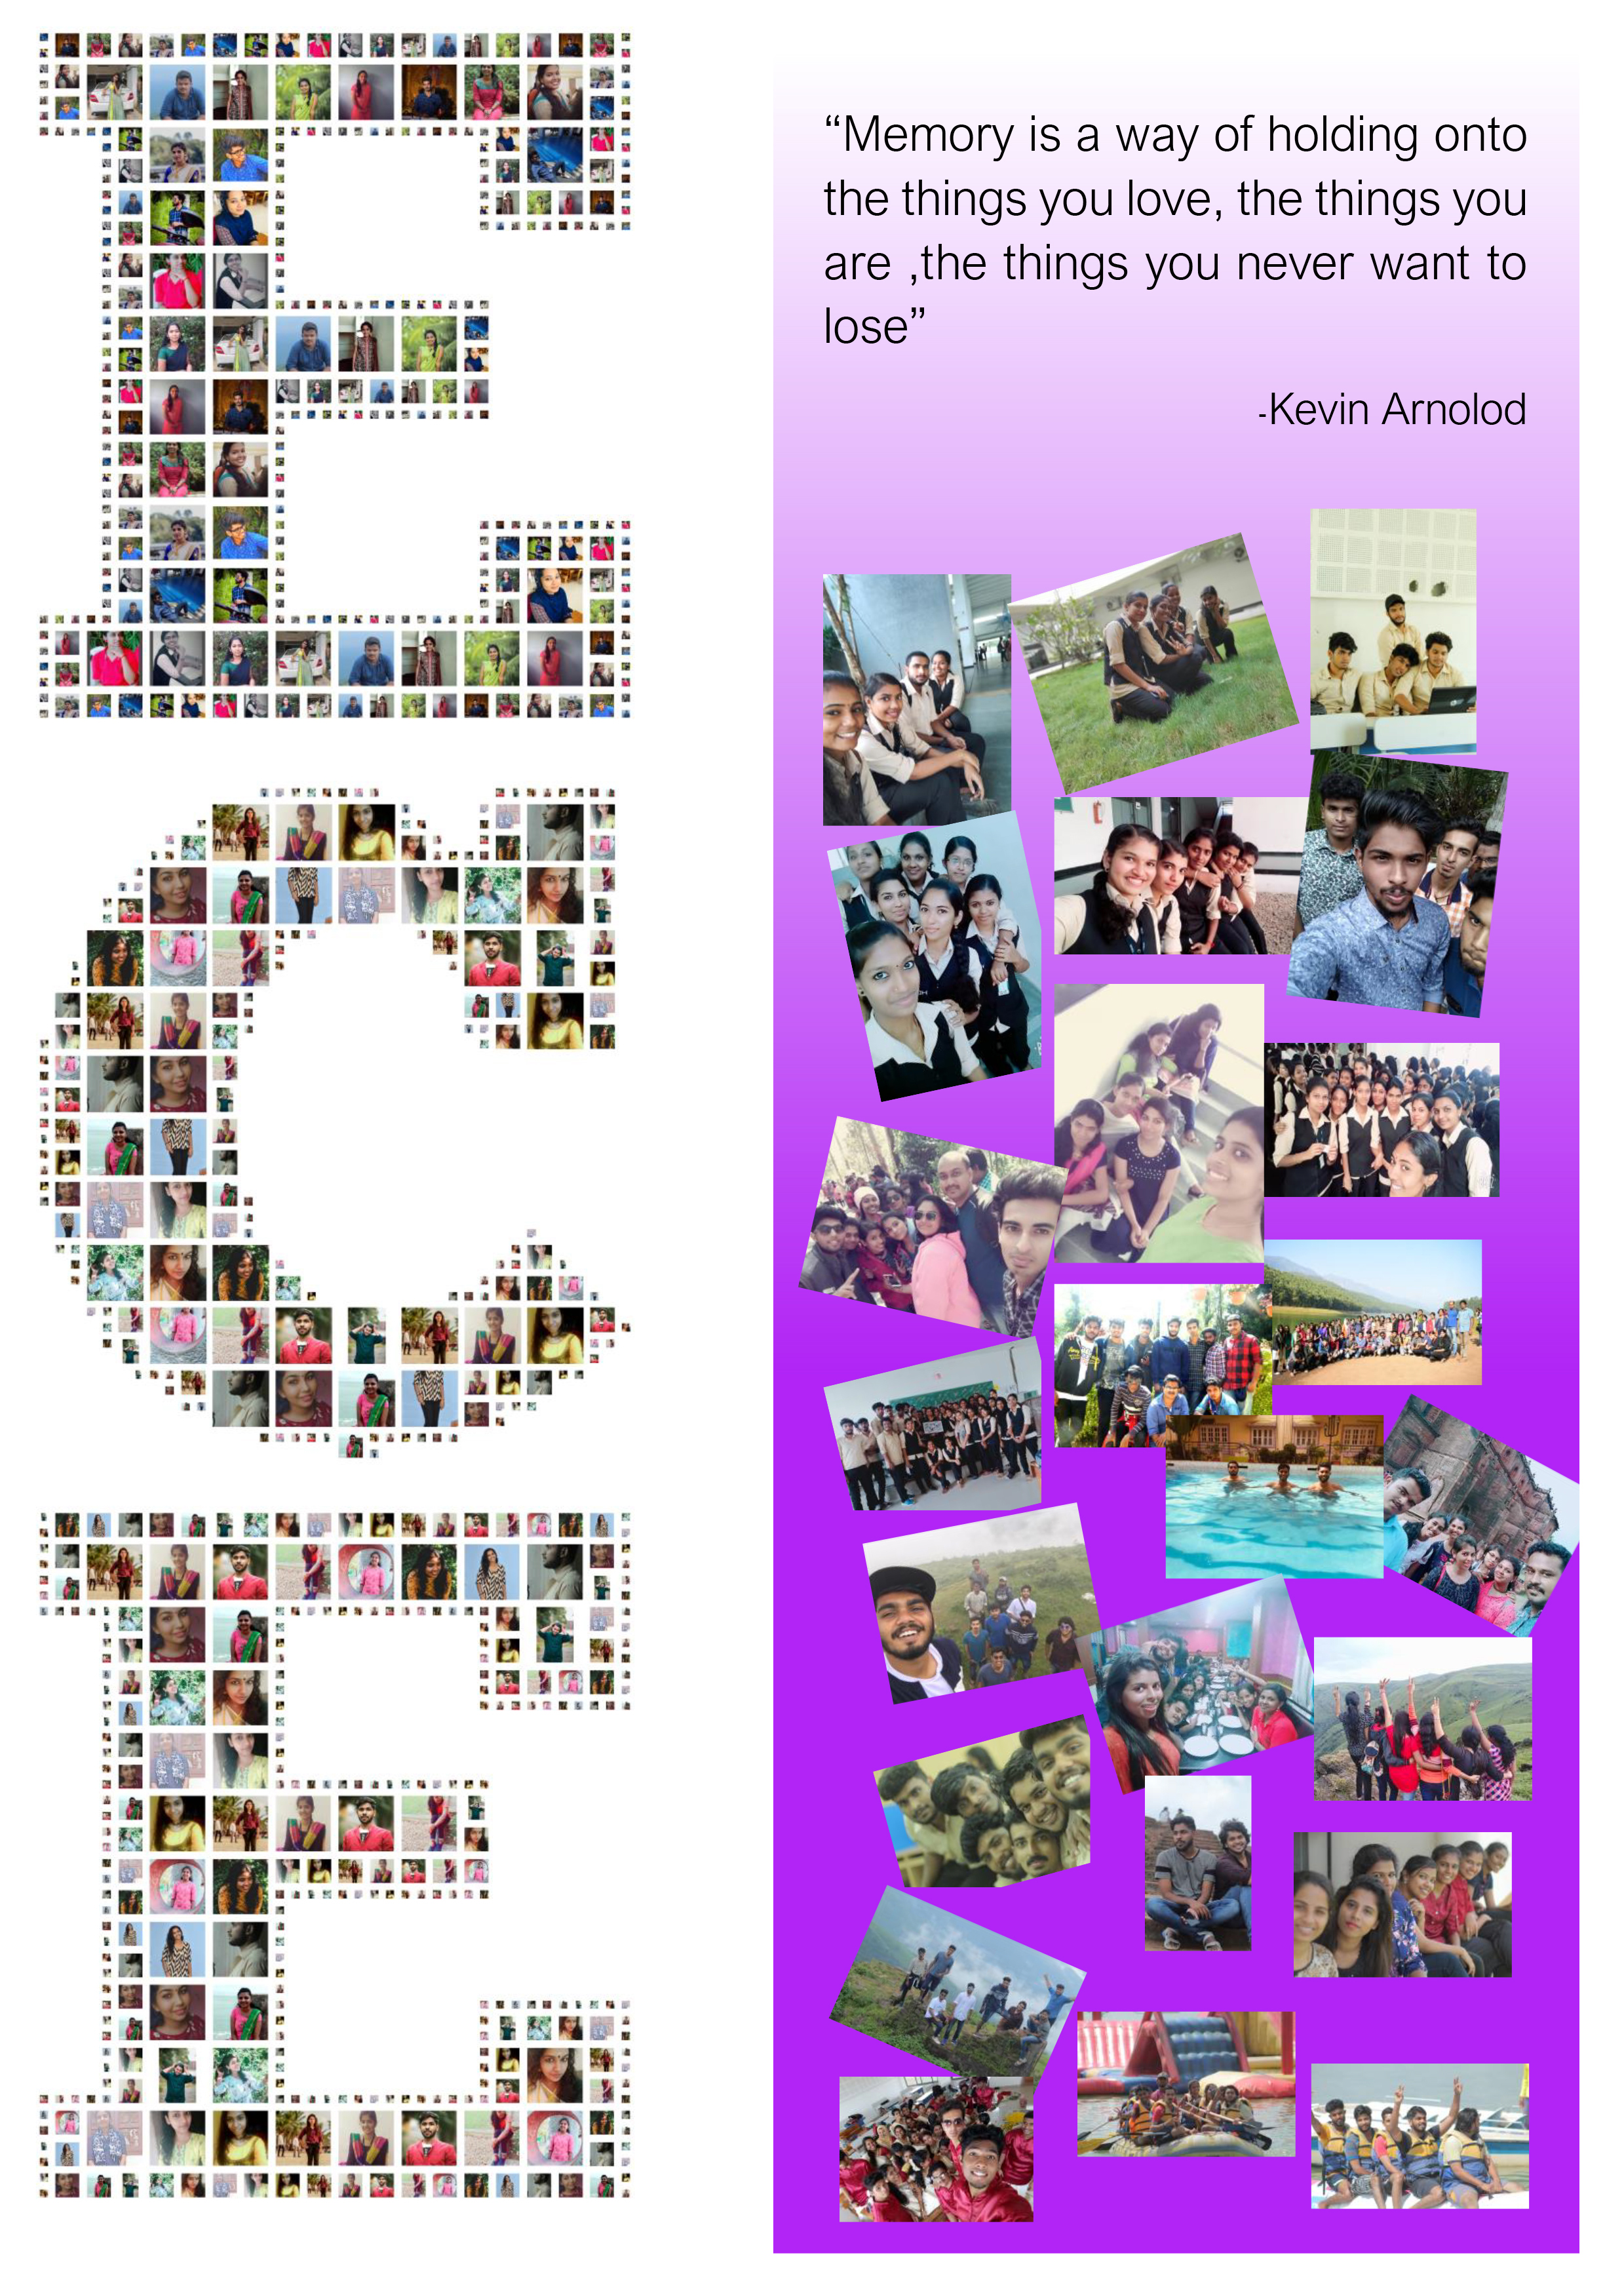 E
C
E
“Memory is a way of holding onto
the things you love, the things you
are ,the things you never want to
lose”
-Kevin Arnolod